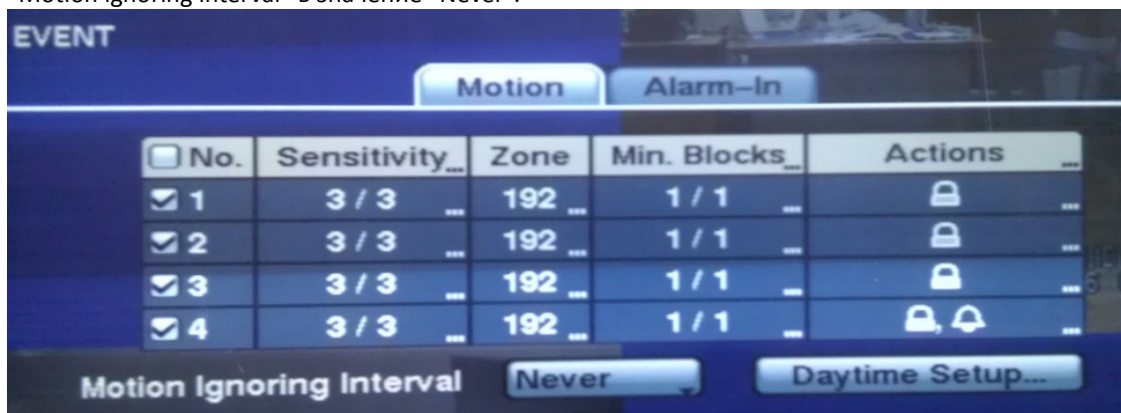 "Motion Ignoring Interval" в значение "Never".
EVENT
Motion Alarm-In
No. Sensitivity... Zone Min. Blocks... Actions ...
1 3 / 3 ... 192 ... 1 / 1 ... ...
2 3 / 3 ... 192 ... 1 / 1 ... ...
3 3 / 3 ... 192 ... 1 / 1 ... ...
4 3 / 3 ... 192 ... 1 / 1 ... , ...
Motion Ignoring Interval Never Daytime Setup...